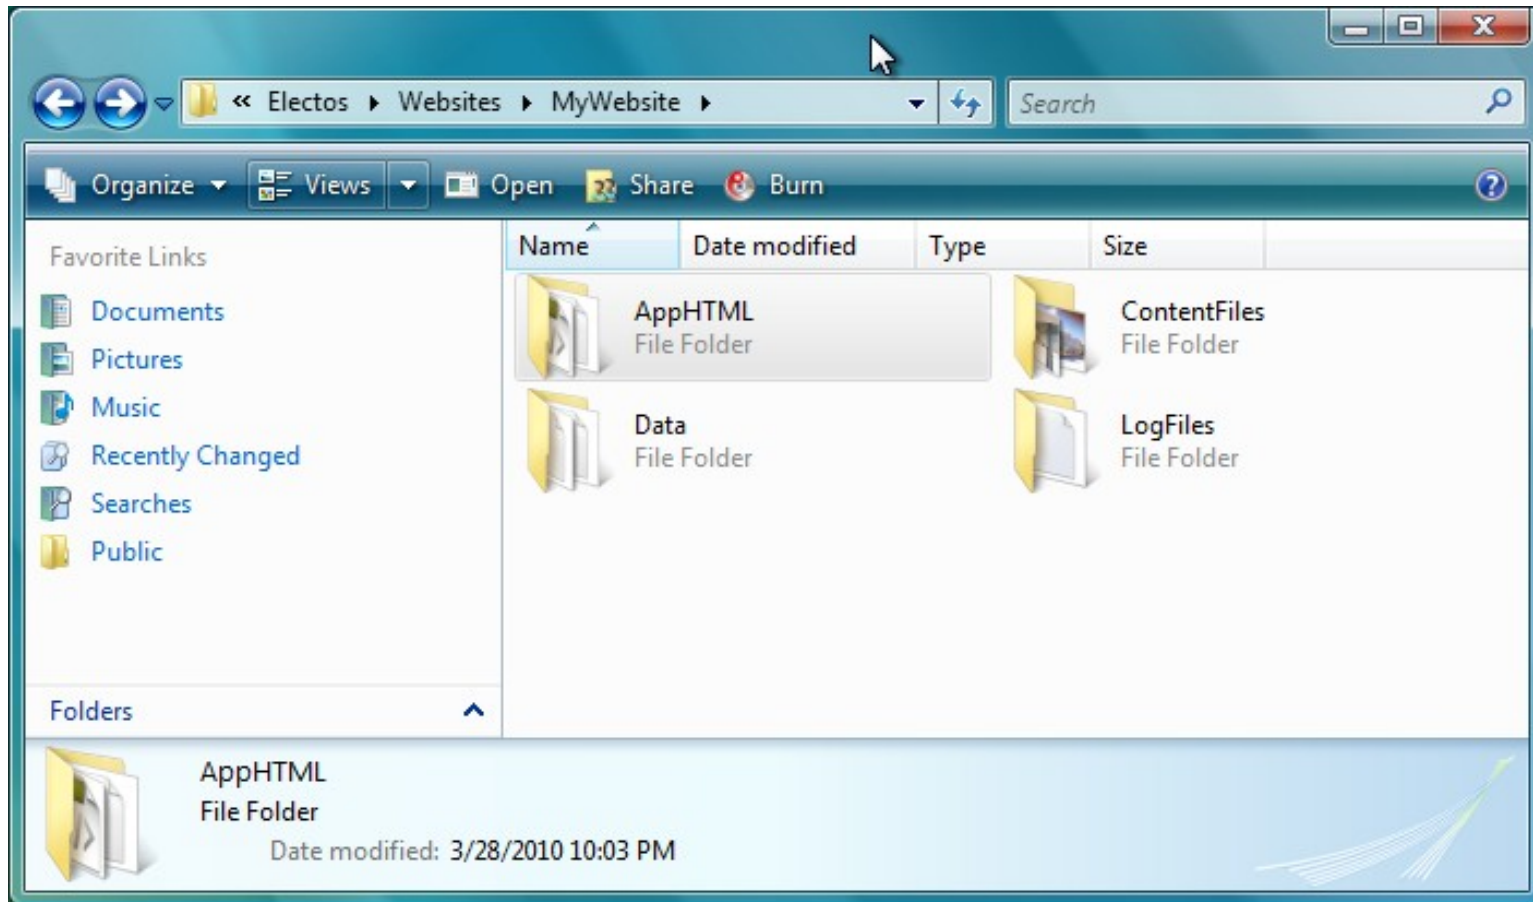 « Electos ▸ Websites ▸ MyWebsite ▸
Search
Organize Views Open Share Burn
Favorite Links
Documents
Pictures
Music
Recently Changed
Searches
Public
Folders
Name Date modified Type Size
AppHTML
File Folder
ContentFiles
File Folder
Data
File Folder
LogFiles
File Folder
AppHTML
File Folder
Date modified: 3/28/2010 10:03 PM